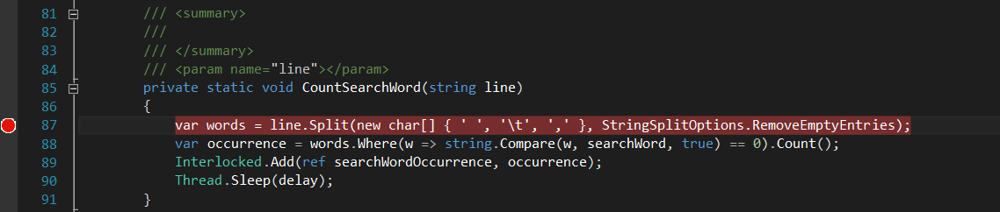 81 /// <summary>
82 ///
83 /// </summary>
84 /// <param name="line"></param>
85 private static void CountSearchWord(string line)
86 {
87 var words = line.Split(new char[] { ' ', '\t', ',' }, StringSplitOptions.RemoveEmptyEntries);
88 var occurrence = words.Where(w => string.Compare(w, searchWord, true) == 0).Count();
89 Interlocked.Add(ref searchWordOccurrence, occurrence);
90 Thread.Sleep(delay);
91 }